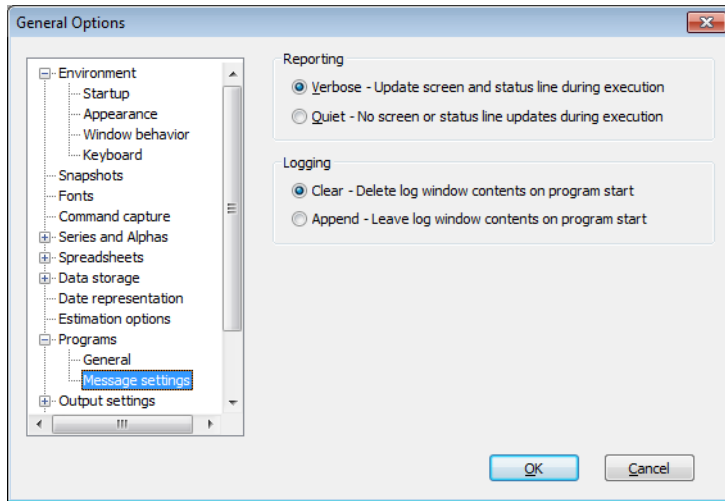 General Options
Environment
Startup
Appearance
Window behavior
Keyboard
Snapshots
Fonts
Command capture
Series and Alphas
Spreadsheets
Data storage
Date representation
Estimation options
Programs
General
Message settings
Output settings
Reporting
Verbose - Update screen and status line during execution
Quiet - No screen or status line updates during execution
Logging
Clear - Delete log window contents on program start
Append - Leave log window contents on program start
OK
Cancel